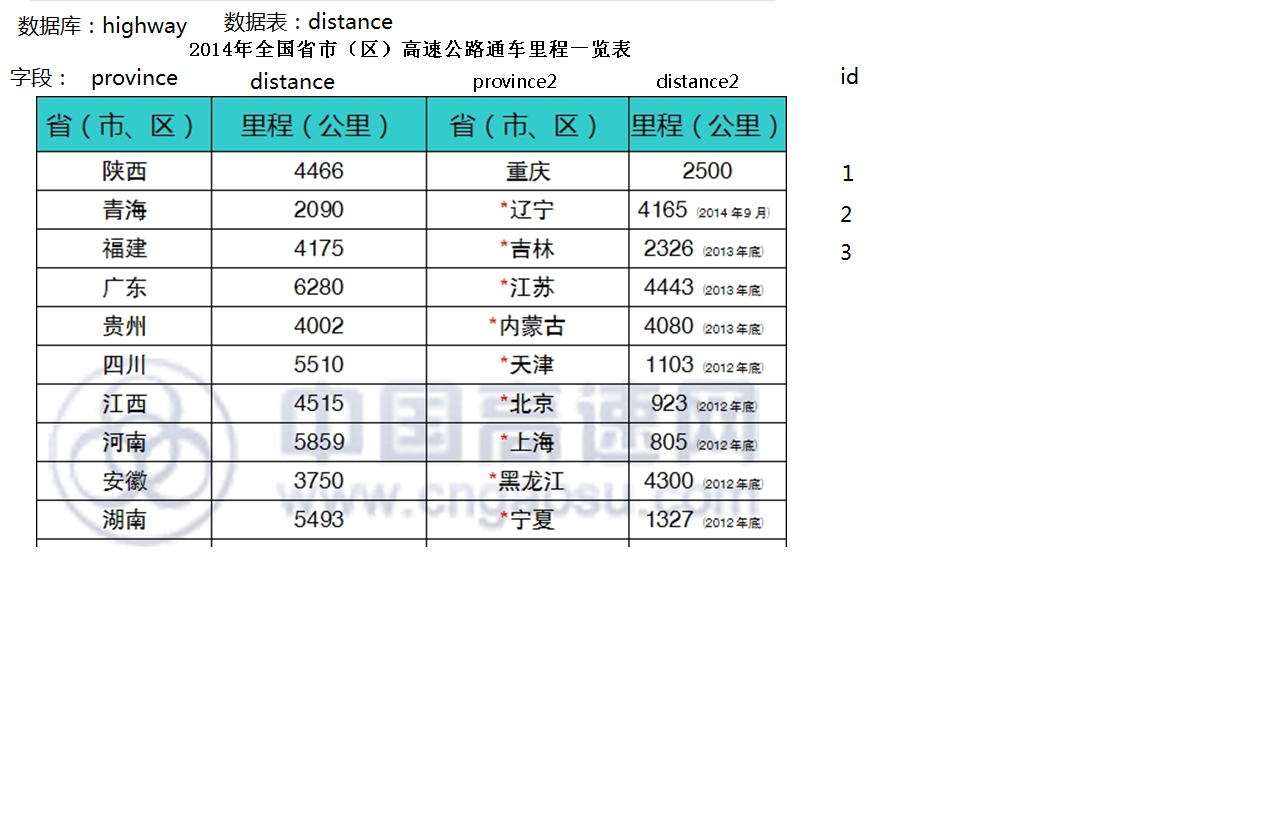 数据库：highway 数据表：distance
2014年全国省市（区）高速公路通车里程一览表
字段： province distance province2 distance2 id
省（市、区） 里程（公里） 省（市、区） 里程（公里）
陕西 4466 重庆 2500 1
青海 2090 *辽宁 4165 (2014年9月) 2
福建 4175 *吉林 2326 (2013年底) 3
广东 6280 *江苏 4443 (2013年底)
贵州 4002 *内蒙古 4080 (2013年底)
四川 5510 *天津 1103 (2012年底)
江西 4515 *北京 923 (2012年底)
河南 5859 *上海 805 (2012年底)
安徽 3750 *黑龙江 4300 (2012年底)
湖南 5493 *宁夏 1327 (2012年底)
中国高速网
www.cngaosu.com